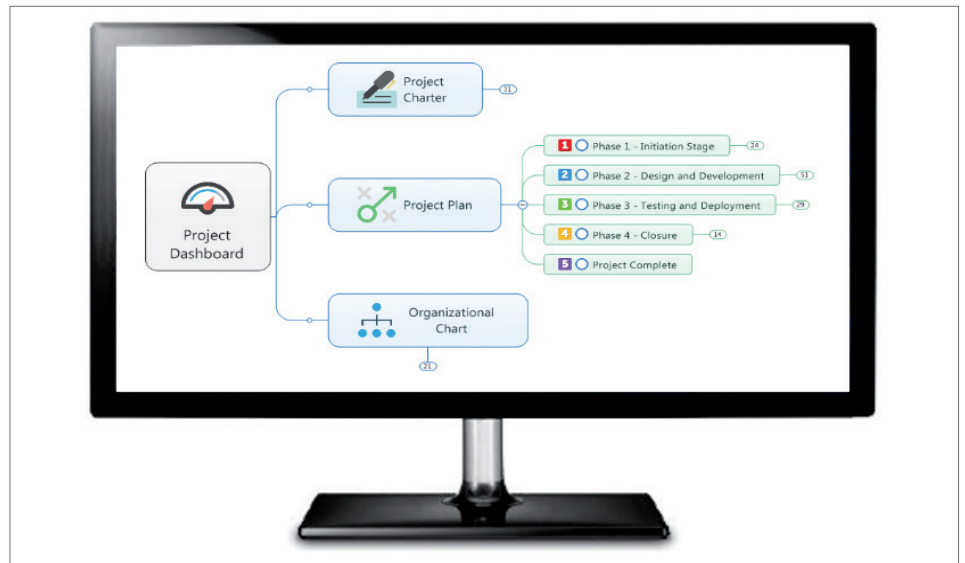 Project
Charter
31
1 Phase 1 - Initiation Stage
24
2 Phase 2 - Design and Development
51
Project Plan
3 Phase 3 - Testing and Deployment
29
Project
Dashboard
4 Phase 4 - Closure
14
5 Project Complete
Organizational
Chart
21